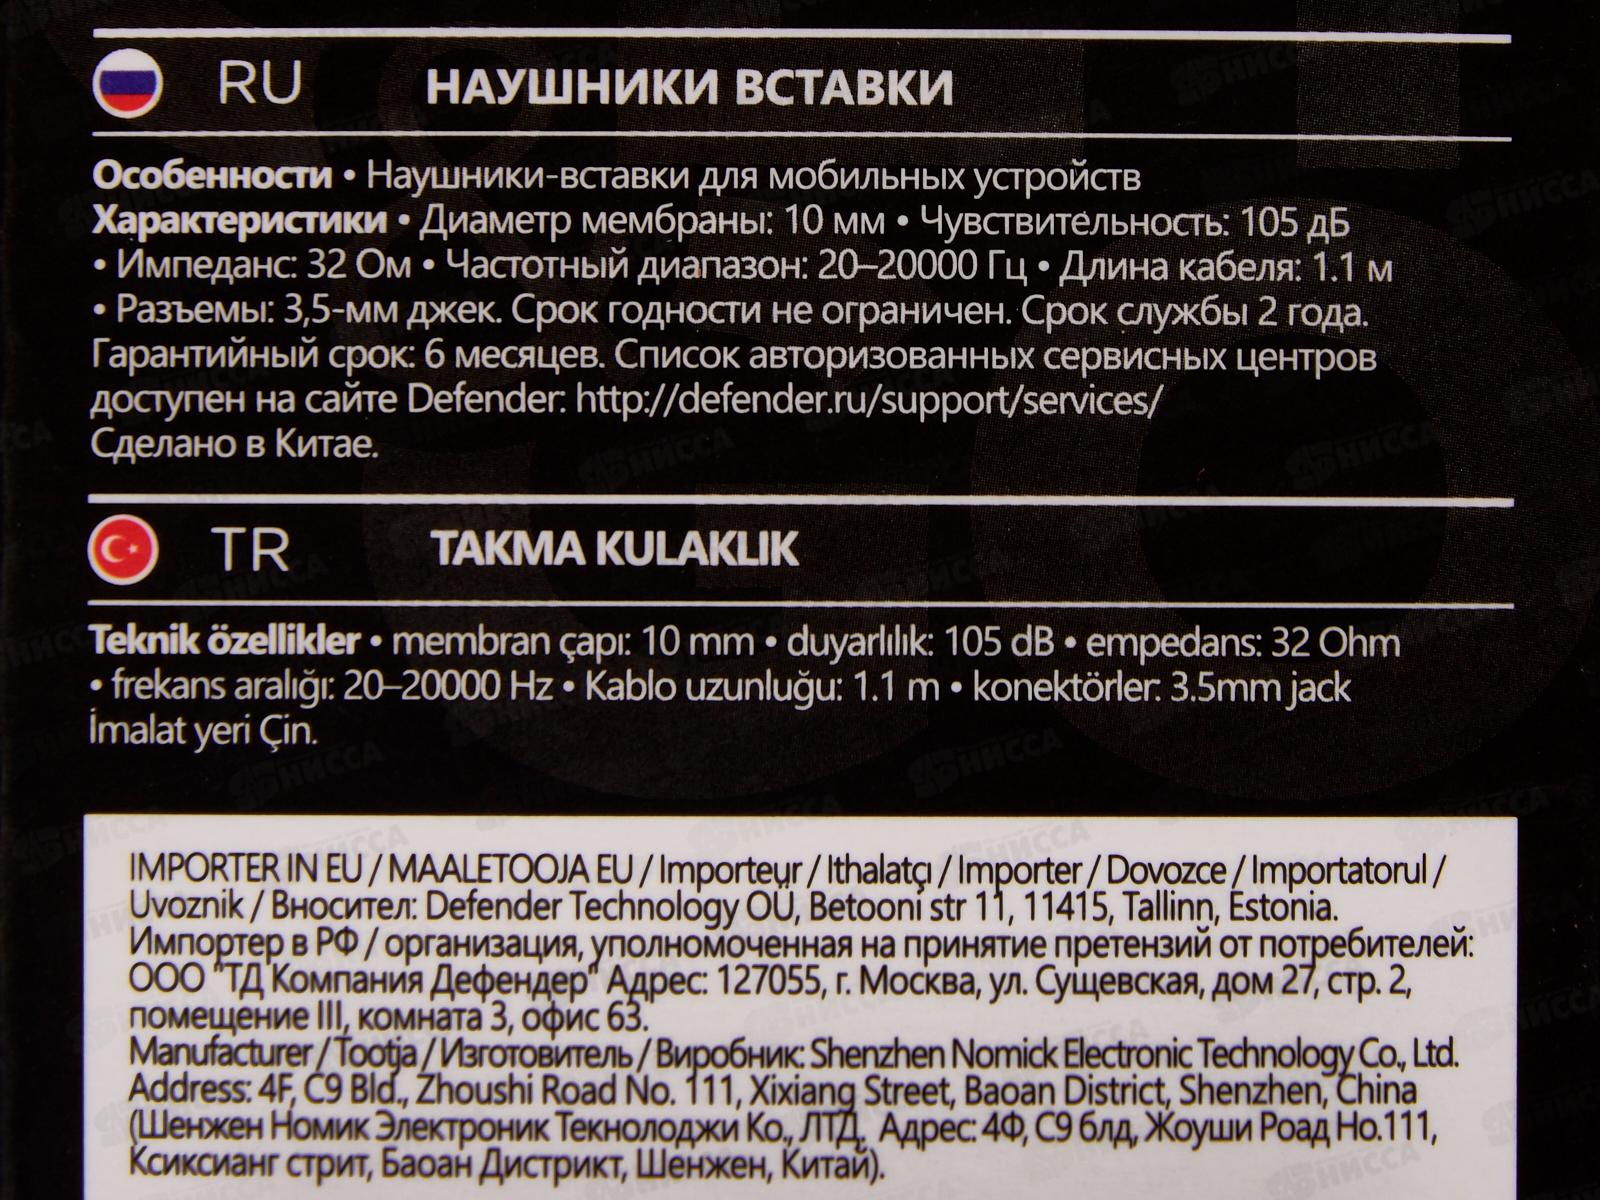 RU НАУШНИКИ ВСТАВКИ
Особенности • Наушники-вставки для мобильных устройств
Характеристики • Диаметр мембраны: 10 мм • Чувствительность: 105 дБ
• Импеданс: 32 Ом • Частотный диапазон: 20–20000 Гц • Длина кабеля: 1.1 м
• Разъемы: 3,5-мм джек. Срок годности не ограничен. Срок службы 2 года.
Гарантийный срок: 6 месяцев. Список авторизованных сервисных центров
доступен на сайте Defender: http://defender.ru/support/services/
Сделано в Китае.
TR TAKMA KULAKLIK
Teknik özellikler • membran çapı: 10 mm • duyarlılık: 105 dB • empedans: 32 Ohm
• frekans aralığı: 20–20000 Hz • Kablo uzunluğu: 1.1 m • konektörler: 3.5mm jack
İmalat yeri Çin.
IMPORTER IN EU / MAALETOOJA EU / Importeur / Ithalatçı / Importer / Dovozce / Importatorul /
Uvoznik / Вносител: Defender Technology OÜ, Betooni str 11, 11415, Tallinn, Estonia.
Импортер в РФ / организация, уполномоченная на принятие претензий от потребителей:
ООО "ТД Компания Дефендер" Адрес: 127055, г. Москва, ул. Сущевская, дом 27, стр. 2,
помещение III, комната 3, офис 63.
Manufacturer / Tootja / Изготовитель / Виробник: Shenzhen Nomick Electronic Technology Co., Ltd.
Address: 4F, C9 Bld., Zhoushi Road No. 111, Xixiang Street, Baoan District, Shenzhen, China
(Шенжен Номик Электроник Текнолоджи Ко., ЛТД. Адрес: 4Ф, С9 блд, Жоуши Роад Но.111,
Ксиксианг стрит, Баоан Дистрикт, Шенжен, Китай).